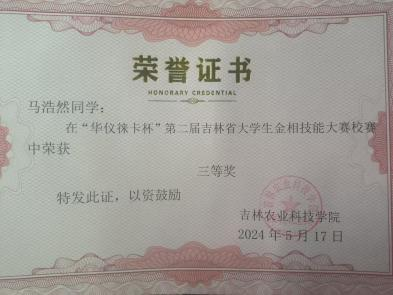 荣誉证书
HONORARY CREDENTIAL
马浩然同学：
在“华仪徕卡杯”第二届吉林省大学生金相技能大赛校赛
中荣获
三等奖
特发此证，以资鼓励
吉林农业科技学院
2024年5月17日